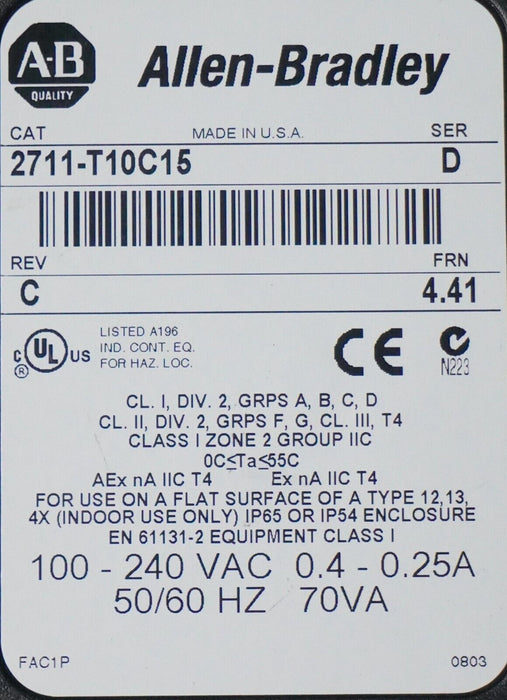 A-B Allen-Bradley
QUALITY
CAT MADE IN U.S.A. SER
2711-T10C15 D
REV FRN
C 4.41
LISTED A196
C UL US IND. CONT. EQ.
® FOR HAZ. LOC.
CE
N223
CL. I, DIV. 2, GRPS A, B, C, D
CL. II, DIV. 2, GRPS F, G, CL. III, T4
CLASS I ZONE 2 GROUP IIC
0C≤Ta≤55C
AEx nA IIC T4 Ex nA IIC T4
FOR USE ON A FLAT SURFACE OF A TYPE 12,13,
4X (INDOOR USE ONLY) IP65 OR IP54 ENCLOSURE
EN 61131-2 EQUIPMENT CLASS I
100 - 240 VAC 0.4 - 0.25A
50/60 HZ 70VA
FAC1P 0803